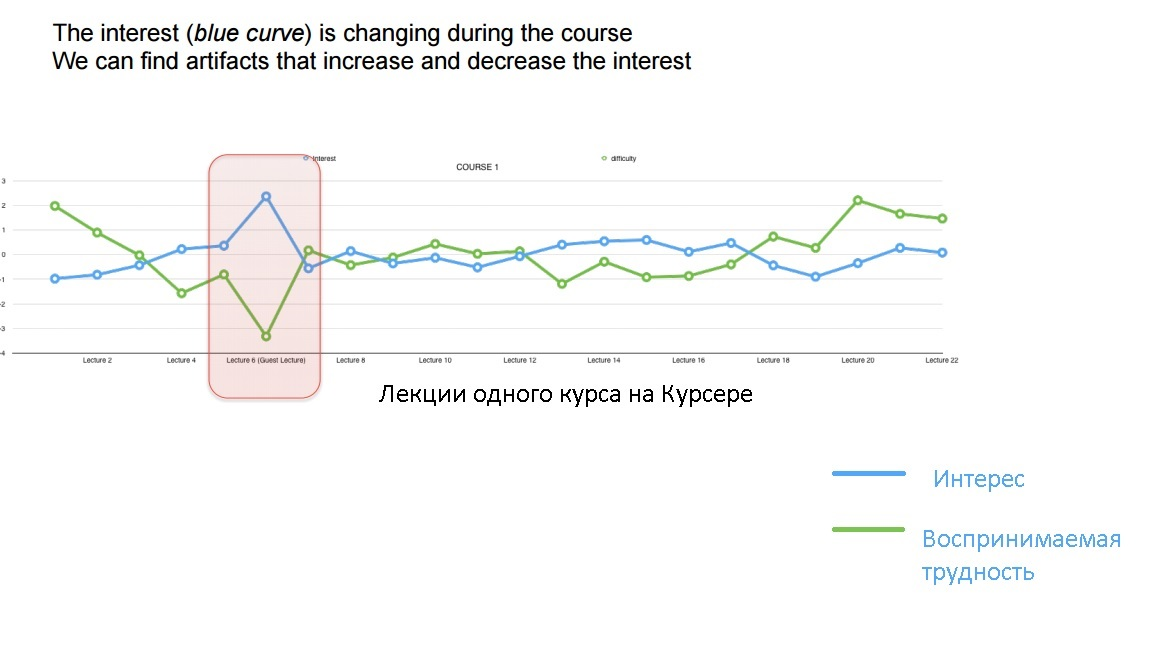 The interest (blue curve) is changing during the course
We can find artifacts that increase and decrease the interest
Interest
difficulty
COURSE 1
3
2
1
0
-1
-2
-3
-4
Lecture 2
Lecture 4
Lecture 6 (Guest Lecture)
Lecture 8
Lecture 10
Lecture 12
Lecture 14
Lecture 16
Lecture 18
Lecture 20
Lecture 22
Лекции одного курса на Курсере
Интерес
Воспринимаемая
трудность